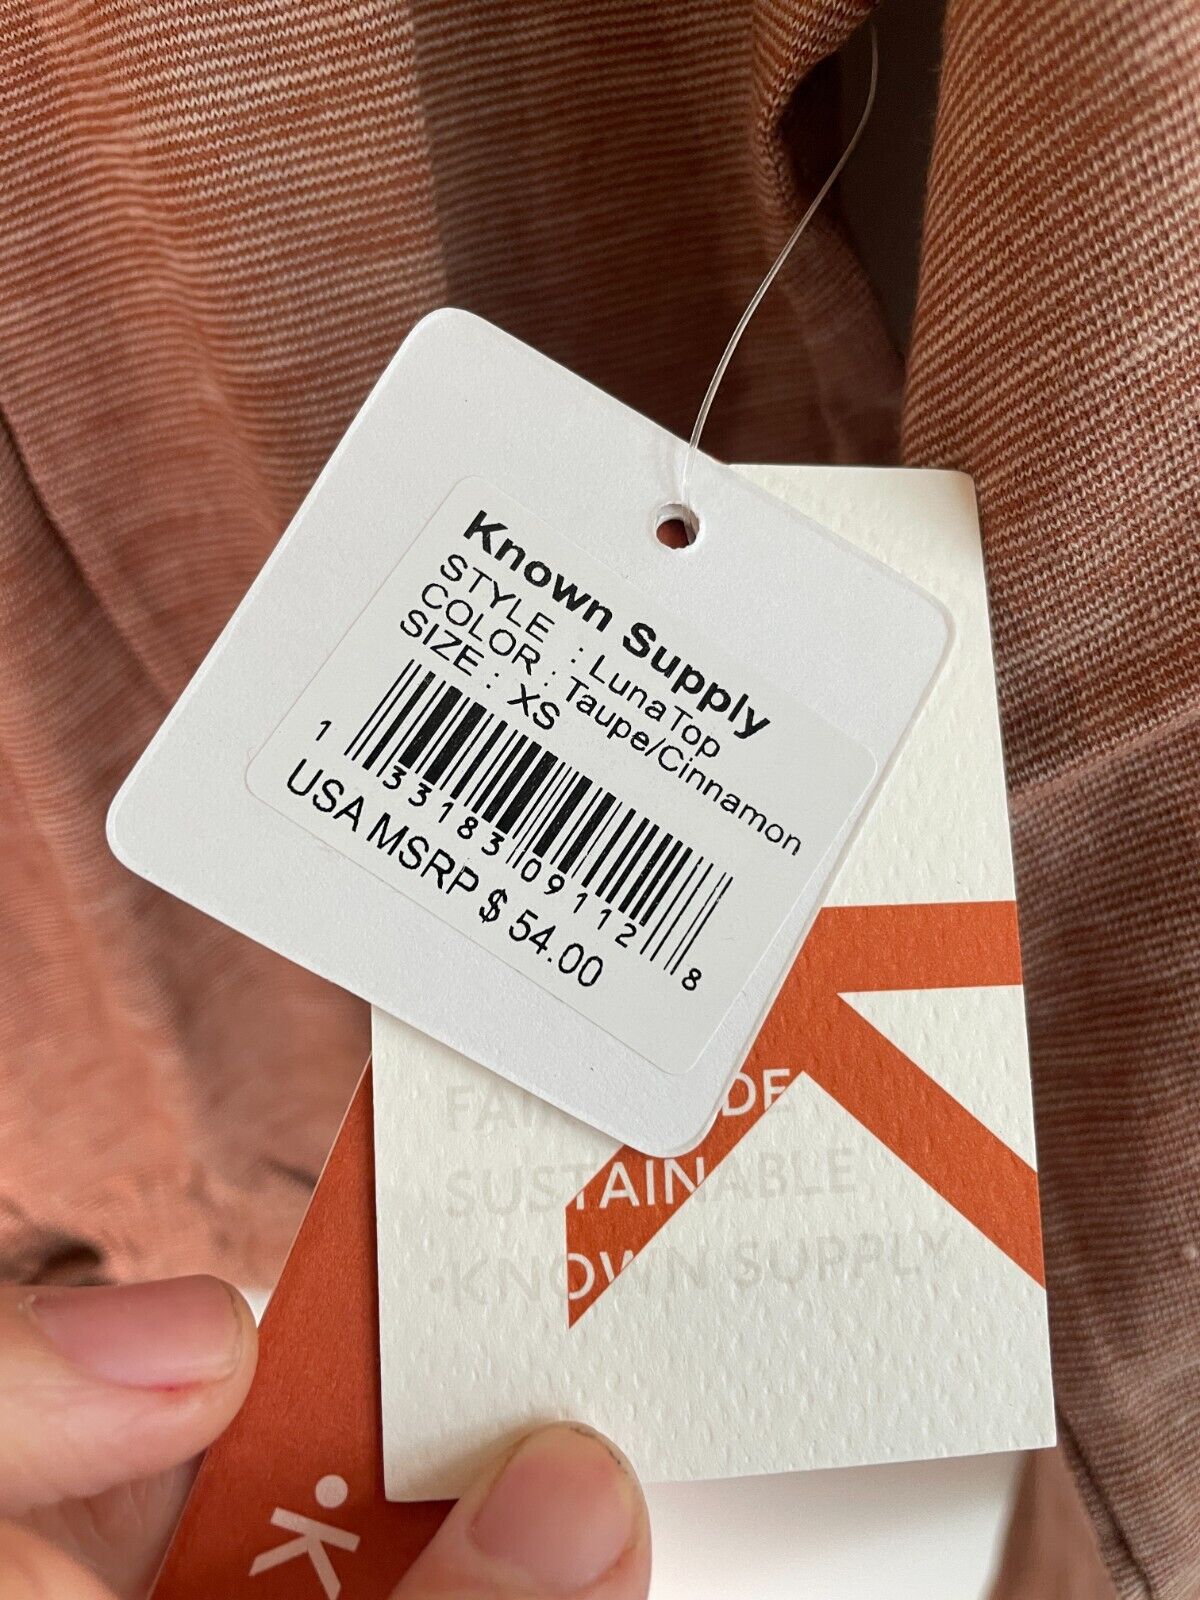 Known Supply
STYLE : LunaTop
COLOR : Taupe/Cinnamon
SIZE : XS
1 33183 09112 8
USA MSRP $ 54.00
DE
SUSTAINABLE
KNOWN SUPPLY
K